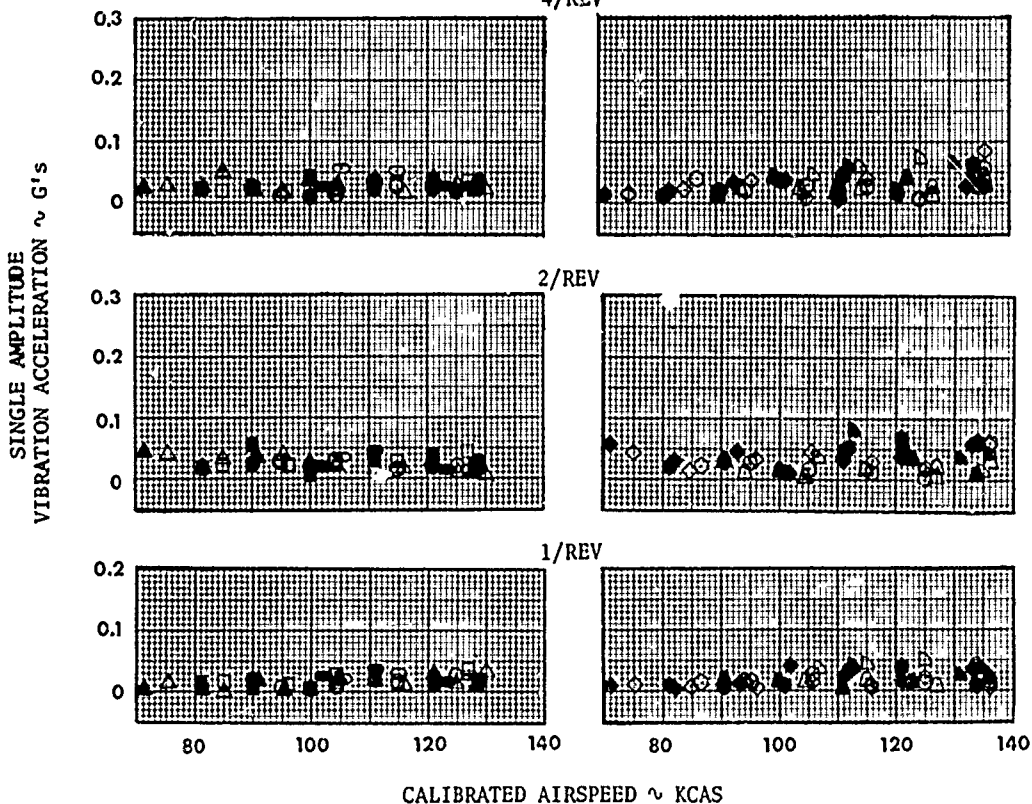 4/REV
0.3
0.2
0.1
0
2/REV
0.3
0.2
0.1
0
1/REV
0.2
0.1
0
80 100 120 140 80 100 120 140
SINGLE AMPLITUDE
VIBRATION ACCELERATION ~ G's
CALIBRATED AIRSPEED ~ KCAS